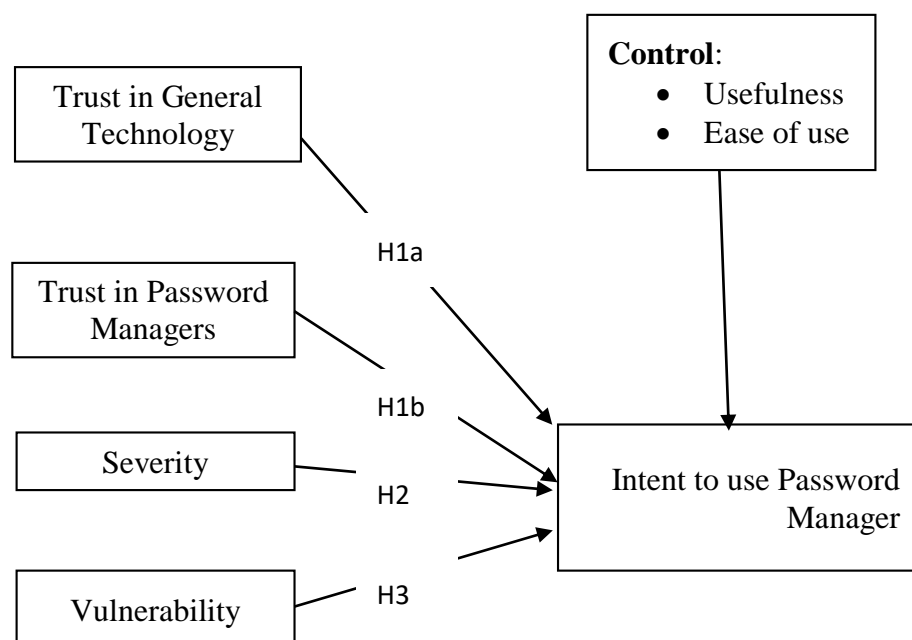 Control:
• Usefulness
• Ease of use
Trust in General
Technology
H1a
Trust in Password
Managers
H1b
Severity
H2
Intent to use Password
Manager
Vulnerability
H3